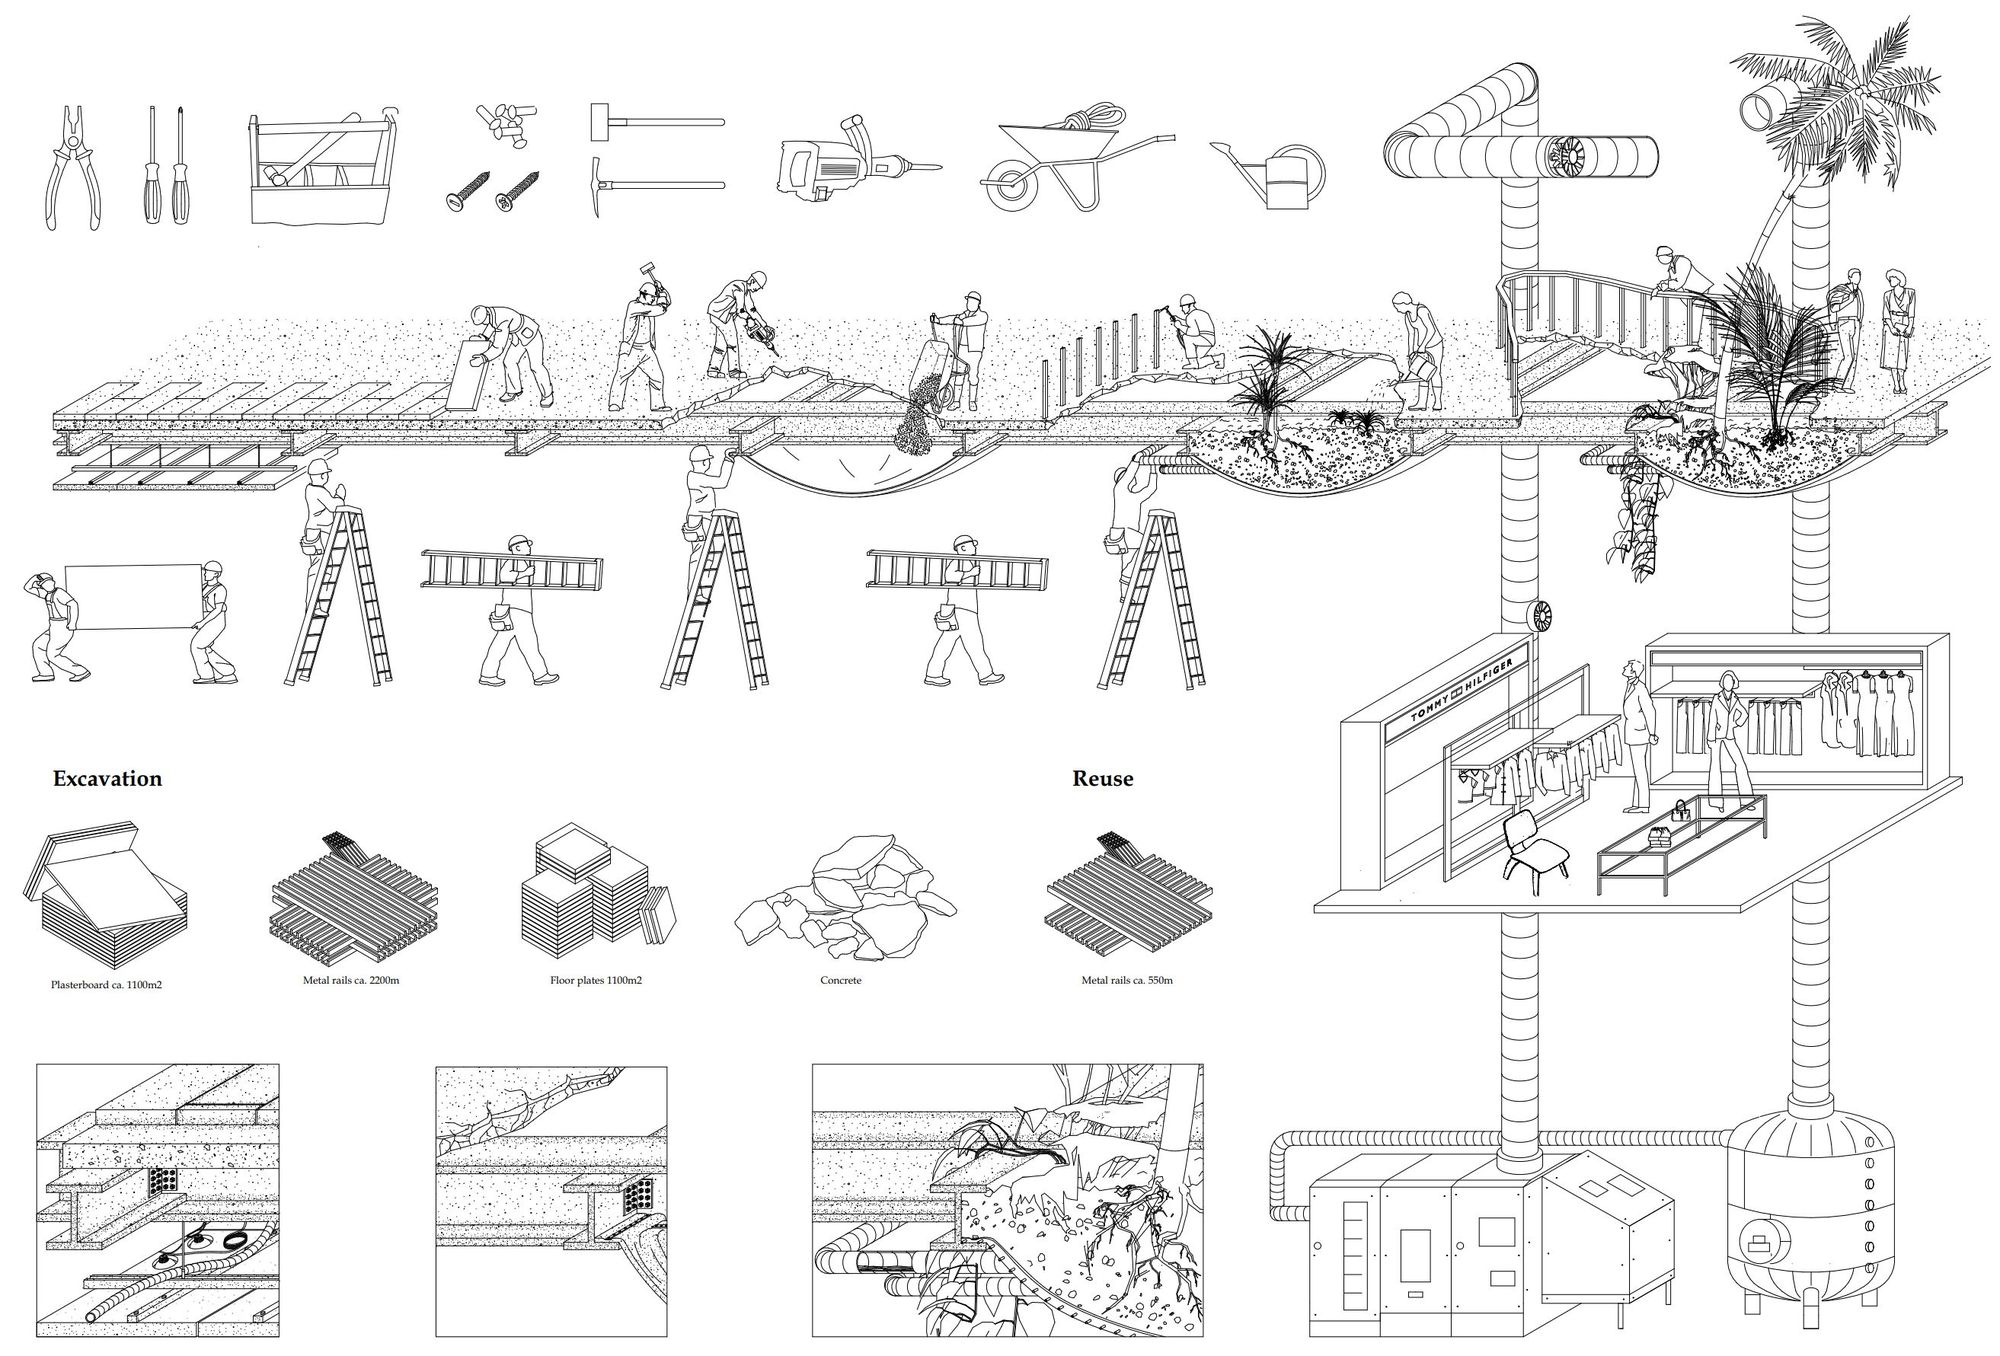 TOMMY HILFIGER
Excavation
Reuse
Plasterboard ca. 1100m2
Metal rails ca. 2200m
Floor plates 1100m2
Concrete
Metal rails ca. 550m